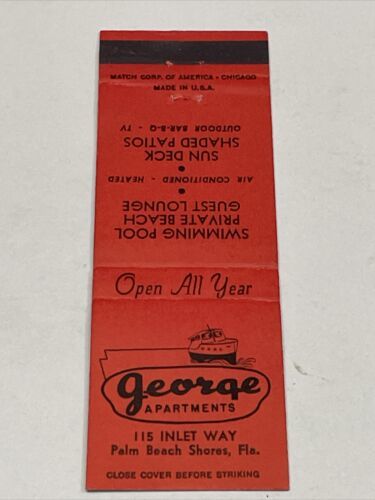 MATCH CORP. OF AMERICA • CHICAGO
MADE IN U.S.A.
SWIMMING POOL
PRIVATE BEACH
GUEST LOUNGE
•
AIR CONDITIONED - HEATED
•
SUN DECK
SHADED PATIOS
OUTDOOR BAR-B-Q - TV
Open All Year
George
APARTMENTS
115 INLET WAY
Palm Beach Shores, Fla.
CLOSE COVER BEFORE STRIKING